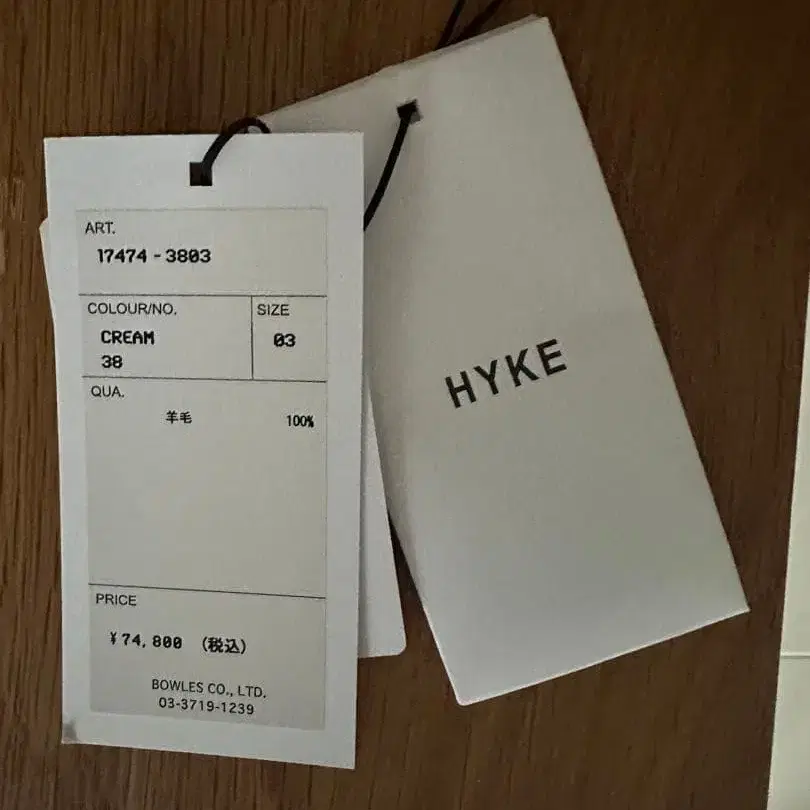 ART.
17474-3803
COLOUR/NO.
CREAM
38
SIZE
03
QUA.
羊毛 100%
PRICE
¥74,800 (税込)
BOWLES CO., LTD.
03-3719-1239
HYKE